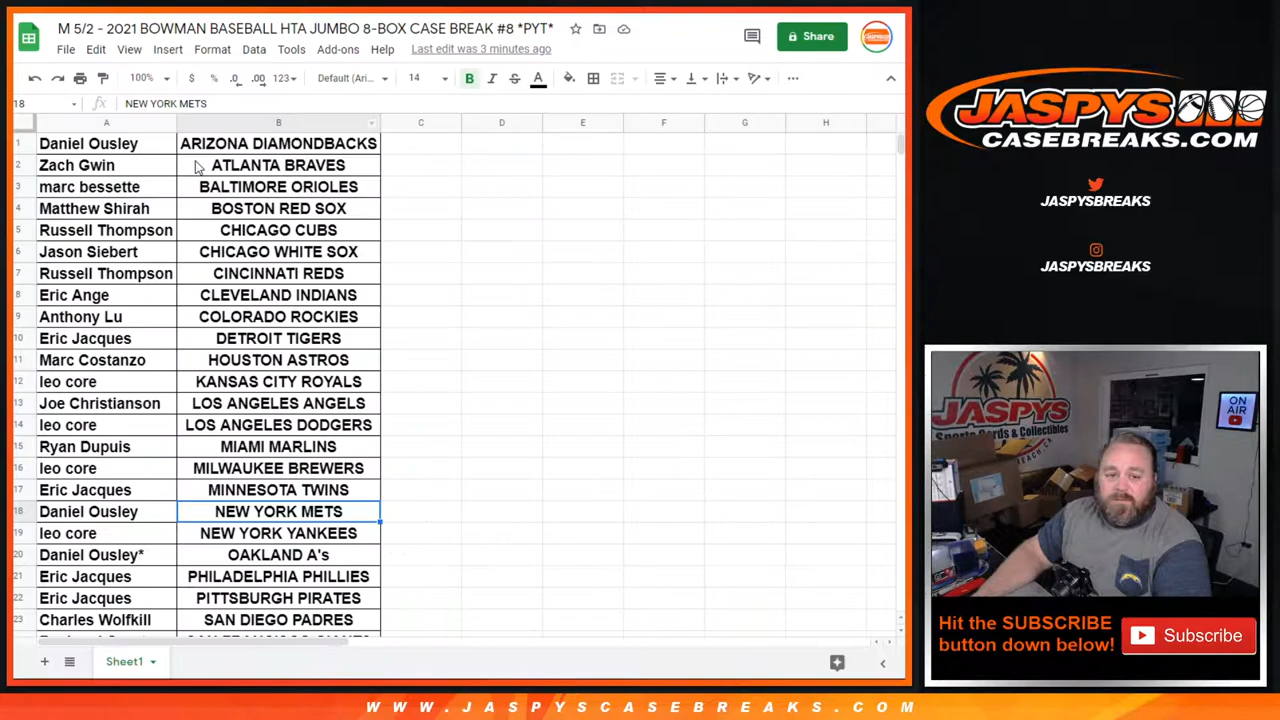 M 5/2 - 2021 BOWMAN BASEBALL HTA JUMBO 8-BOX CASE BREAK #8 *PYT*
Share
File Edit View Insert Format Data Tools Add-ons Help Last edit was 3 minutes ago
100% $ % .0 .00 123 Default (Ari... 14 B I S A
18 fx NEW YORK METS
A B C D E F G H
1 Daniel Ousley ARIZONA DIAMONDBACKS
2 Zach Gwin ATLANTA BRAVES
3 marc bessette BALTIMORE ORIOLES
4 Matthew Shirah BOSTON RED SOX
5 Russell Thompson CHICAGO CUBS
6 Jason Siebert CHICAGO WHITE SOX
7 Russell Thompson CINCINNATI REDS
8 Eric Ange CLEVELAND INDIANS
9 Anthony Lu COLORADO ROCKIES
10 Eric Jacques DETROIT TIGERS
11 Marc Costanzo HOUSTON ASTROS
12 leo core KANSAS CITY ROYALS
13 Joe Christianson LOS ANGELES ANGELS
14 leo core LOS ANGELES DODGERS
15 Ryan Dupuis MIAMI MARLINS
16 leo core MILWAUKEE BREWERS
17 Eric Jacques MINNESOTA TWINS
18 Daniel Ousley NEW YORK METS
19 leo core NEW YORK YANKEES
20 Daniel Ousley* OAKLAND A's
21 Eric Jacques PHILADELPHIA PHILLIES
22 Eric Jacques PITTSBURGH PIRATES
23 Charles Wolfkill SAN DIEGO PADRES
Sheet1
JASPYS
CASEBREAKS.COM
JASPYSBREAKS
JASPYSBREAKS
JASPYS
Sports Cards & Collectibles
ON
AIR
Hit the SUBSCRIBE
button down below!
Subscribe
WWW.JASPYSCASEBREAKS.COM